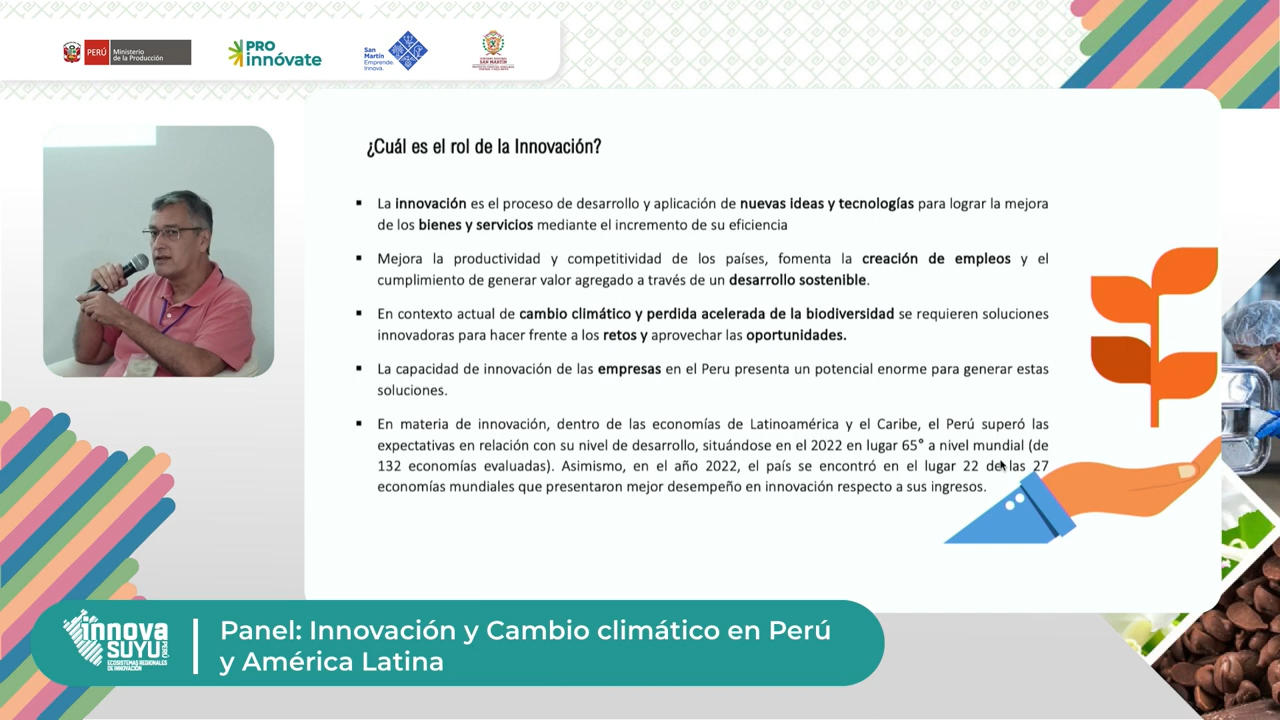 PERÚ
Ministerio
de la Producción
PRO
innóvate
San
Martín
Emprende.
Innova.
SAN MARTÍN
¿Cuál es el rol de la Innovación?
▪ La innovación es el proceso de desarrollo y aplicación de nuevas ideas y tecnologías para lograr la mejora
de los bienes y servicios mediante el incremento de su eficiencia
▪ Mejora la productividad y competitividad de los países, fomenta la creación de empleos y el
cumplimiento de generar valor agregado a través de un desarrollo sostenible.
▪ En contexto actual de cambio climático y perdida acelerada de la biodiversidad se requieren soluciones
innovadoras para hacer frente a los retos y aprovechar las oportunidades.
▪ La capacidad de innovación de las empresas en el Peru presenta un potencial enorme para generar estas
soluciones.
▪ En materia de innovación, dentro de las economías de Latinoamérica y el Caribe, el Perú superó las
expectativas en relación con su nivel de desarrollo, situándose en el 2022 en lugar 65° a nivel mundial (de
132 economías evaluadas). Asimismo, en el año 2022, el país se encontró en el lugar 22 de las 27
economías mundiales que presentaron mejor desempeño en innovación respecto a sus ingresos.
innova
SUYU
PERÚ
ECOSISTEMAS REGIONALES
DE INNOVACIÓN
Panel: Innovación y Cambio climático en Perú
y América Latina